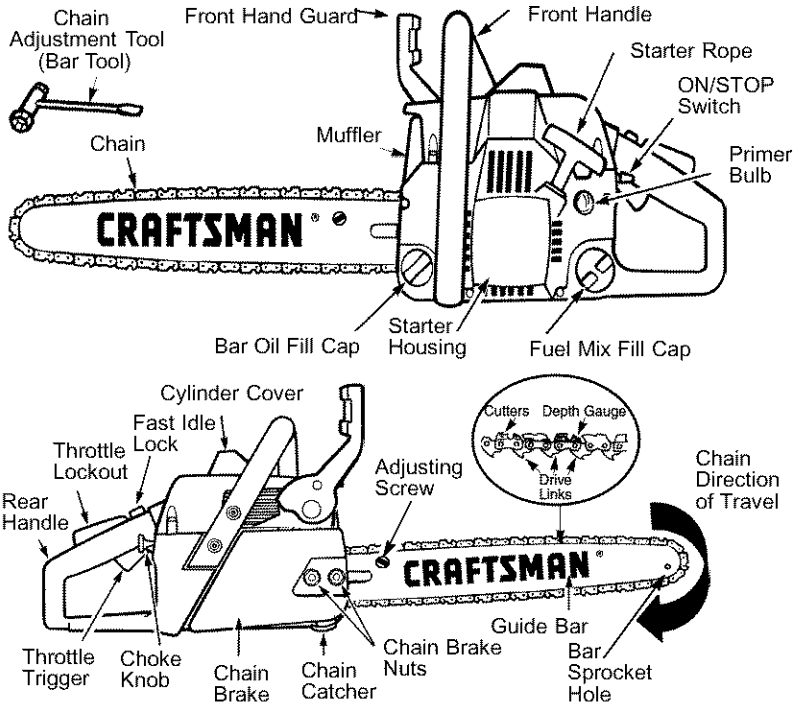 Chain
Adjustment Tool
(Bar Tool)
Front Hand Guard
Front Handle
Starter Rope
ON/STOP
Switch
Chain
Muffler
Primer
Bulb
CRAFTSMAN ®
Bar Oil Fill Cap
Starter
Housing
Fuel Mix Fill Cap
Cylinder Cover
Fast Idle
Lock
Throttle
Lockout
Rear
Handle
Adjusting
Screw
Cutters
Depth Gauge
Drive
Links
Chain
Direction
of Travel
CRAFTSMAN ®
Guide Bar
Bar
Sprocket
Hole
Throttle
Trigger
Choke
Knob
Chain
Brake
Chain
Catcher
Chain Brake
Nuts